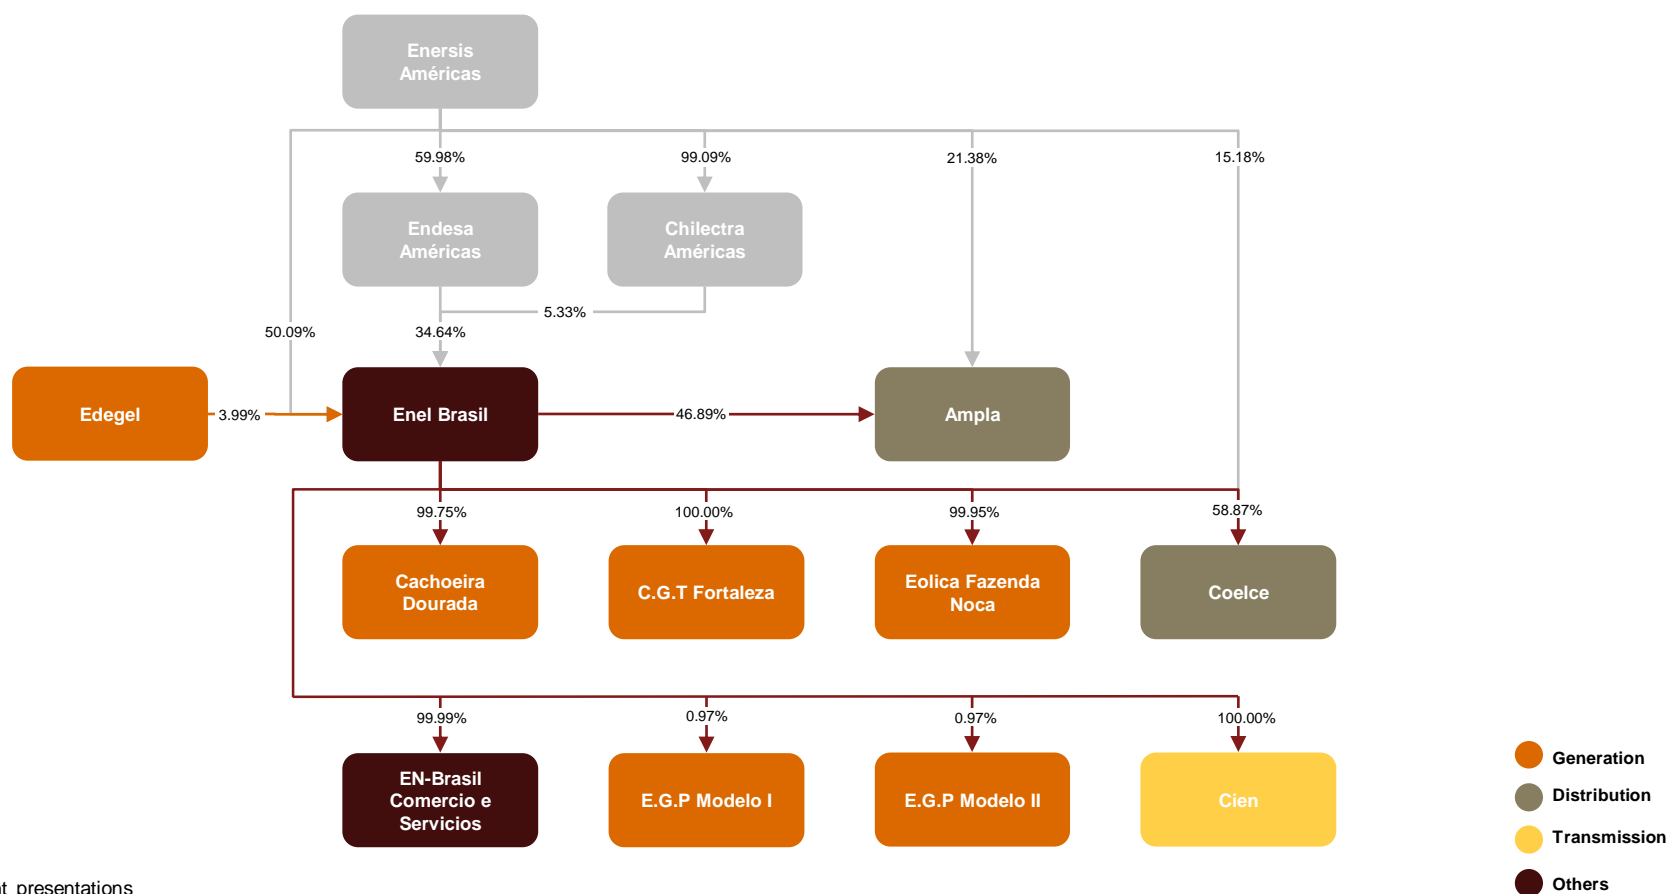 Enersis
Américas
59.98%
99.09%
21.38%
15.18%
Endesa
Américas
Chilectra
Américas
5.33%
50.09%
34.64%
Edegel
3.99%
Enel Brasil
46.89%
Ampla
99.75%
100.00%
99.95%
58.87%
Cachoeira
Dourada
C.G.T Fortaleza
Eolica Fazenda
Noca
Coelce
99.99%
0.97%
0.97%
100.00%
EN-Brasil
Comercio e
Servicios
E.G.P Modelo I
E.G.P Modelo II
Cien
Generation
Distribution
Transmission
Others
presentations